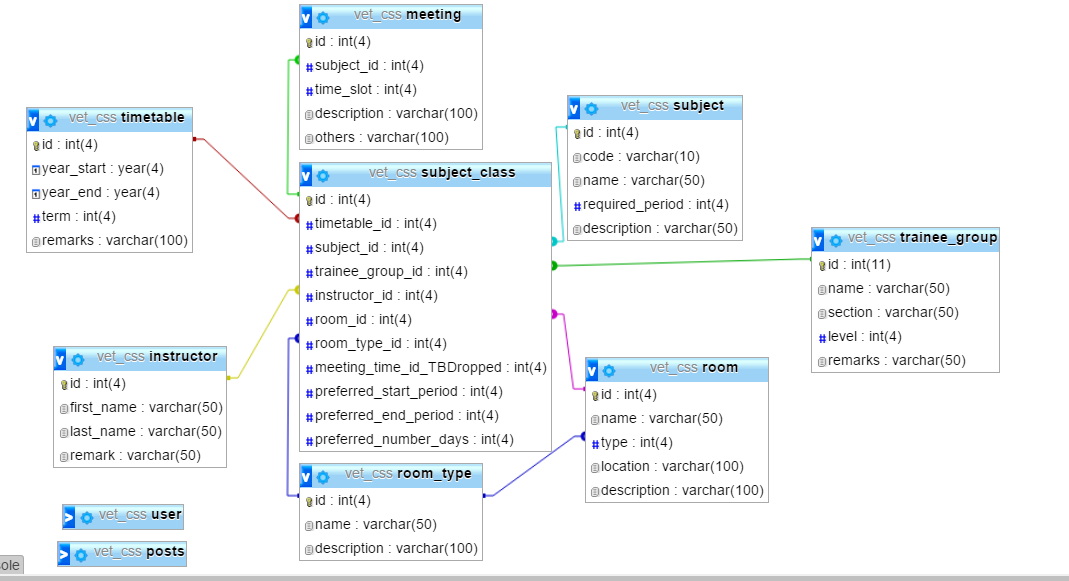 vet_css meeting
id : int(4)
subject_id : int(4)
time_slot : int(4)
description : varchar(100)
others : varchar(100)
vet_css timetable
id : int(4)
year_start : year(4)
year_end : year(4)
term : int(4)
remarks : varchar(100)
vet_css subject_class
id : int(4)
timetable_id : int(4)
subject_id : int(4)
trainee_group_id : int(4)
instructor_id : int(4)
room_id : int(4)
room_type_id : int(4)
meeting_time_id_TBDropped : int(4)
preferred_start_period : int(4)
preferred_end_period : int(4)
preferred_number_days : int(4)
vet_css subject
id : int(4)
code : varchar(10)
name : varchar(50)
required_period : int(4)
description : varchar(50)
vet_css trainee_group
id : int(11)
name : varchar(50)
section : varchar(50)
level : int(4)
remarks : varchar(50)
vet_css instructor
id : int(4)
first_name : varchar(50)
last_name : varchar(50)
remark : varchar(50)
vet_css room
id : int(4)
name : varchar(50)
type : int(4)
location : varchar(100)
description : varchar(100)
vet_css room_type
id : int(4)
name : varchar(50)
description : varchar(100)
vet_css user
vet_css posts
sole